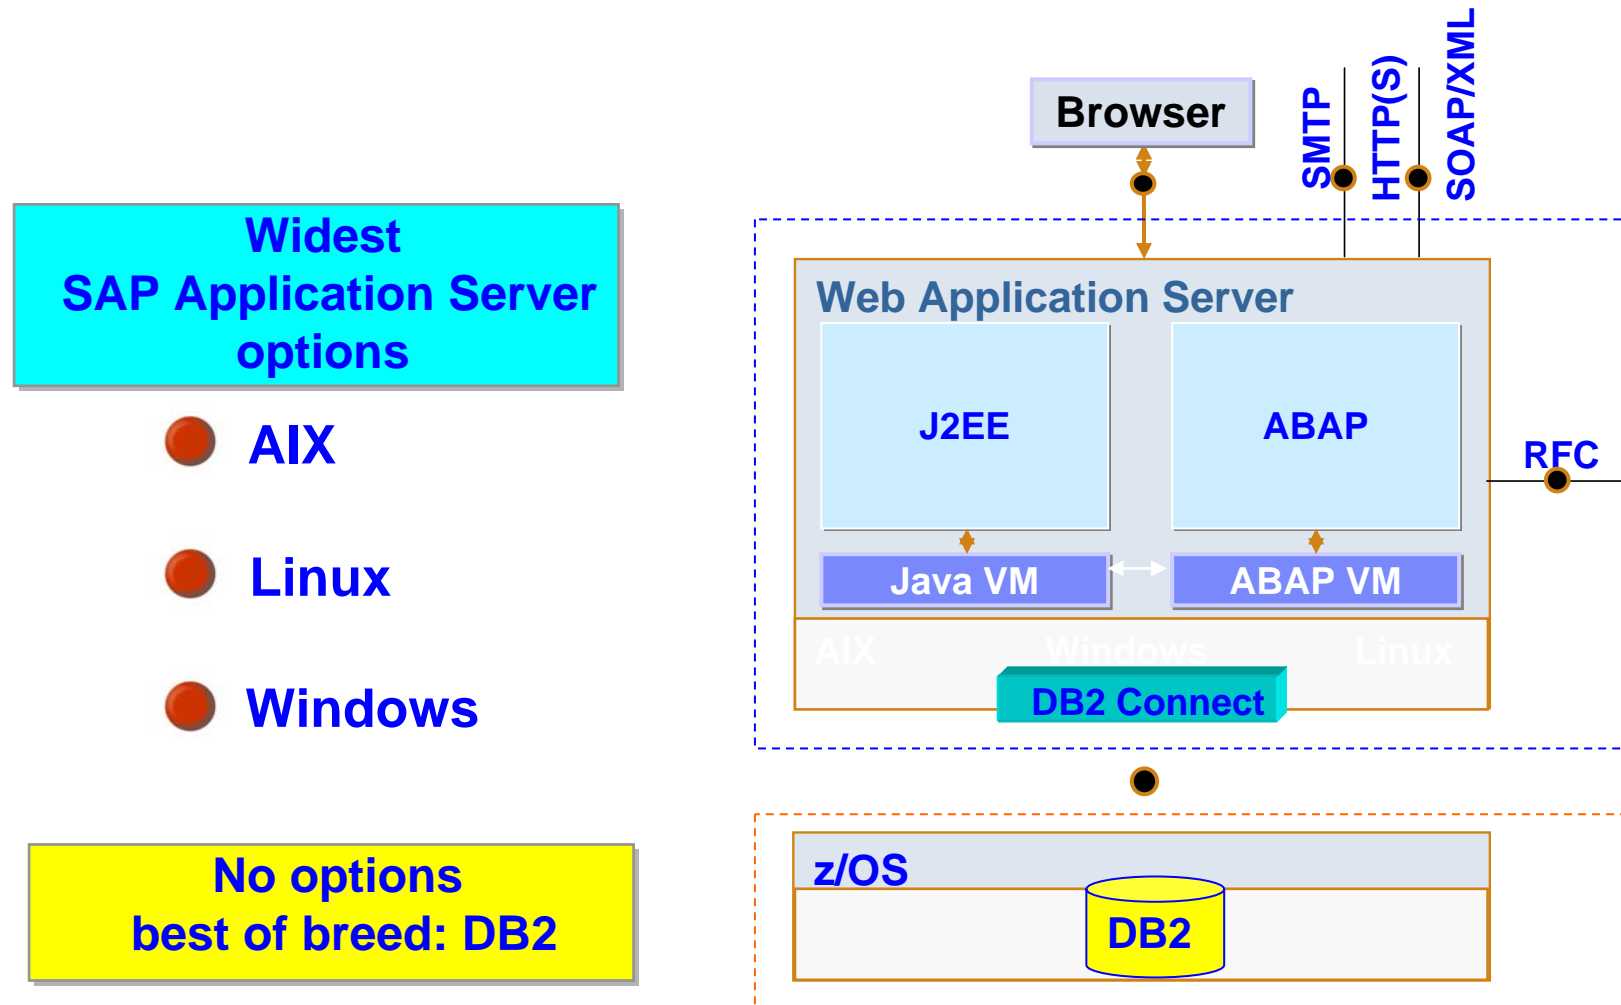 SMTP
HTTP(S)
SOAP/XML
Browser
Widest
SAP Application Server
options
AIX
Linux
Windows
Web Application Server
J2EE
ABAP
RFC
Java VM
ABAP VM
AIX
Windows
Linux
DB2 Connect
No options
best of breed: DB2
z/OS
DB2